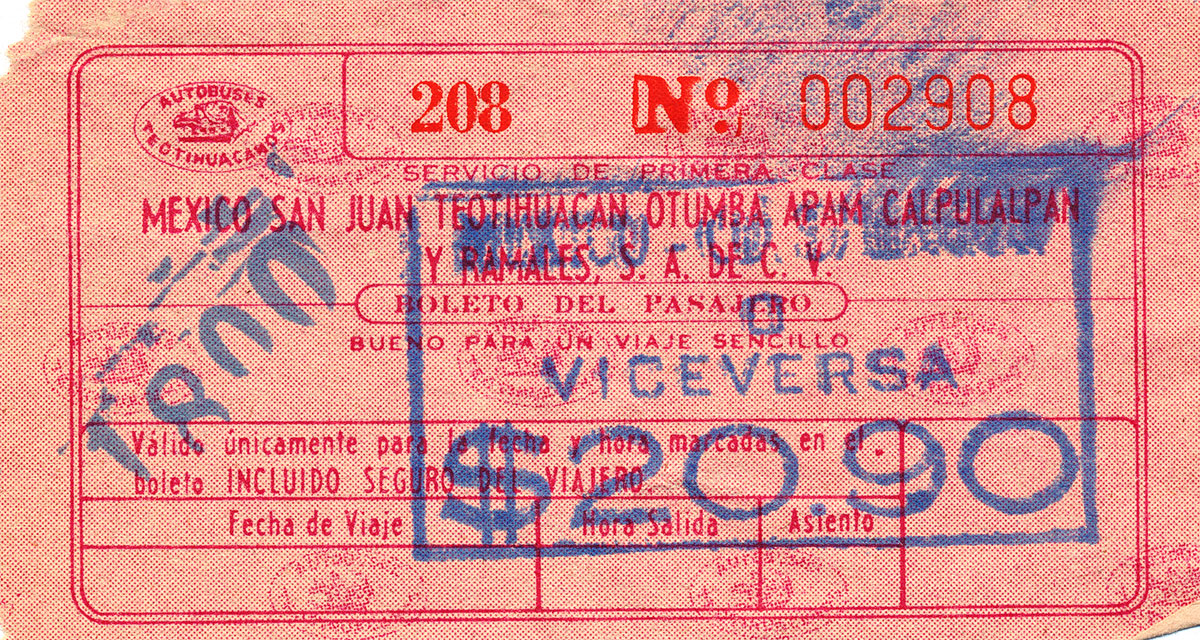 AUTOBUSES
TEOTIHUACANOS
208 Nº 002908
SERVICIO DE PRIMERA CLASE
MEXICO SAN JUAN TEOTIHUACAN OTUMBA APAM CALPULALPAN
Y RAMALES, S. A. DE C. V.
BOLETO DEL PASAJERO
O
BUENO PARA UN VIAJE SENCILLO
VICEVERSA
Válido únicamente para la fecha y hora marcadas en el
boleto INCLUIDO SEGURO DEL VIAJERO.
$20.90
Fecha de Viaje Hora Salida Asiento